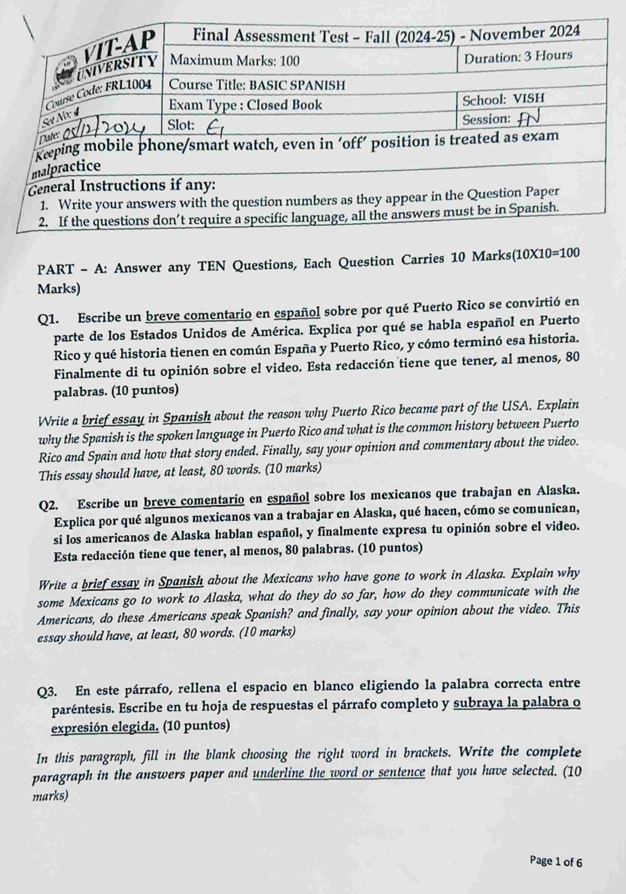 VIT-AP
UNIVERSITY
Final Assessment Test – Fall (2024-25) - November 2024
Maximum Marks: 100
Duration: 3 Hours
Course Code: FRL1004
Course Title: BASIC SPANISH
Set No: 4
Exam Type : Closed Book
School: VISH
Date: 05/12/2024
Slot: E1
Session: FN
Keeping mobile phone/smart watch, even in 'off' position is treated as exam
malpractice
General Instructions if any:
1. Write your answers with the question numbers as they appear in the Question Paper
2. If the questions don't require a specific language, all the answers must be in Spanish.
PART – A: Answer any TEN Questions, Each Question Carries 10 Marks(10X10=100
Marks)
Q1. Escribe un breve comentario en español sobre por qué Puerto Rico se convirtió en
parte de los Estados Unidos de América. Explica por qué se habla español en Puerto
Rico y qué historia tienen en común España y Puerto Rico, y cómo terminó esa historia.
Finalmente di tu opinión sobre el video. Esta redacción tiene que tener, al menos, 80
palabras. (10 puntos)
Write a brief essay in Spanish about the reason why Puerto Rico became part of the USA. Explain
why the Spanish is the spoken language in Puerto Rico and what is the common history between Puerto
Rico and Spain and how that story ended. Finally, say your opinion and commentary about the video.
This essay should have, at least, 80 words. (10 marks)
Q2. Escribe un breve comentario en español sobre los mexicanos que trabajan en Alaska.
Explica por qué algunos mexicanos van a trabajar en Alaska, qué hacen, cómo se comunican,
si los americanos de Alaska hablan español, y finalmente expresa tu opinión sobre el video.
Esta redacción tiene que tener, al menos, 80 palabras. (10 puntos)
Write a brief essay in Spanish about the Mexicans who have gone to work in Alaska. Explain why
some Mexicans go to work to Alaska, what do they do so far, how do they communicate with the
Americans, do these Americans speak Spanish? and finally, say your opinion about the video. This
essay should have, at least, 80 words. (10 marks)
Q3. En este párrafo, rellena el espacio en blanco eligiendo la palabra correcta entre
paréntesis. Escribe en tu hoja de respuestas el párrafo completo y subraya la palabra o
expresión elegida. (10 puntos)
In this paragraph, fill in the blank choosing the right word in brackets. Write the complete
paragraph in the answers paper and underline the word or sentence that you have selected. (10
marks)
Page 1 of 6